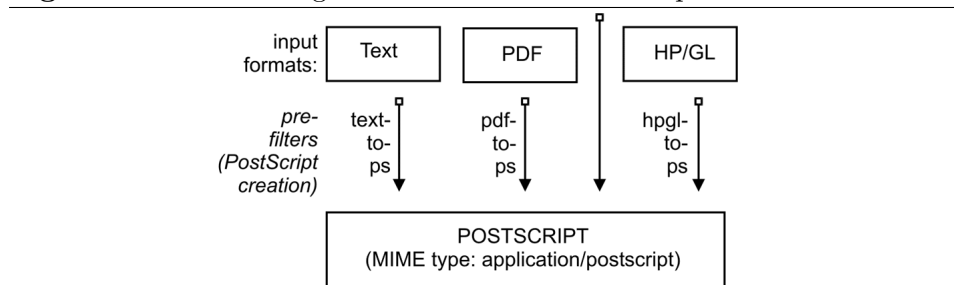 input
formats:
Text
PDF
HP/GL
pre-
filters
(PostScript
creation)
text-
to-
ps
pdf-
to-
ps
hpgl-
to-
ps
POSTSCRIPT
(MIME type: application/postscript)